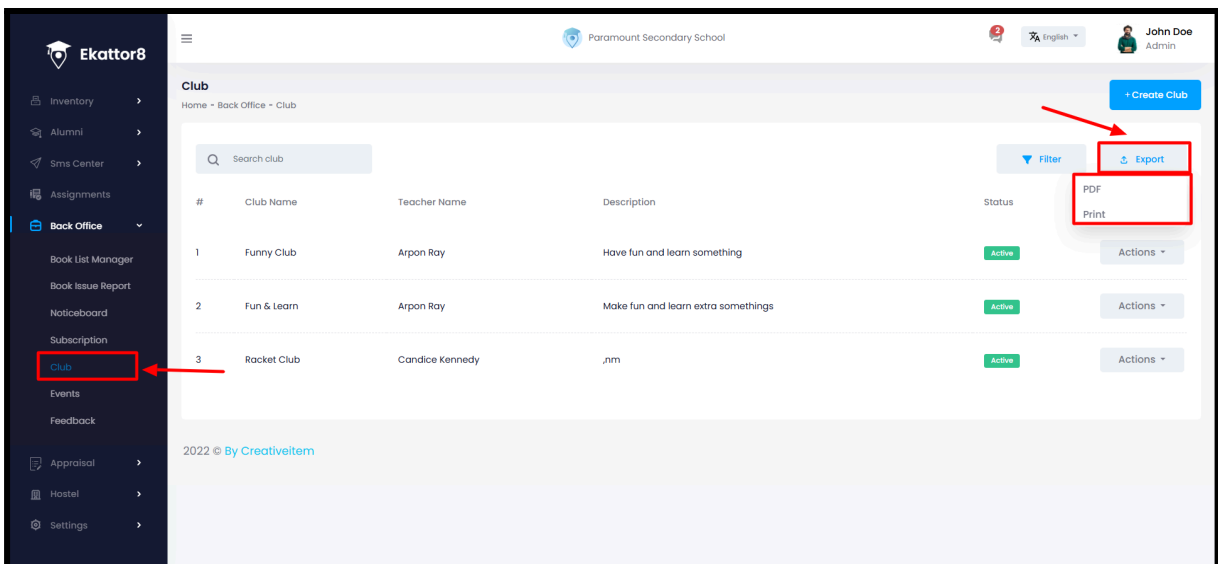 Ekattor8
Inventory
Alumni
Sms Center
Assignments
Back Office
Book List Manager
Book Issue Report
Noticeboard
Subscription
Club
Events
Feedback
Appraisal
Hostel
Settings
Paramount Secondary School
2
English
John Doe
Admin
Club
Home - Back Office - Club
+Create Club
Search club
Filter
Export
PDF
Print
# Club Name Teacher Name Description Status
1 Funny Club Arpon Ray Have fun and learn something Active Actions
2 Fun & Learn Arpon Ray Make fun and learn extra somethings Active Actions
3 Racket Club Candice Kennedy ,nm Active Actions
2022 © By Creativeitem